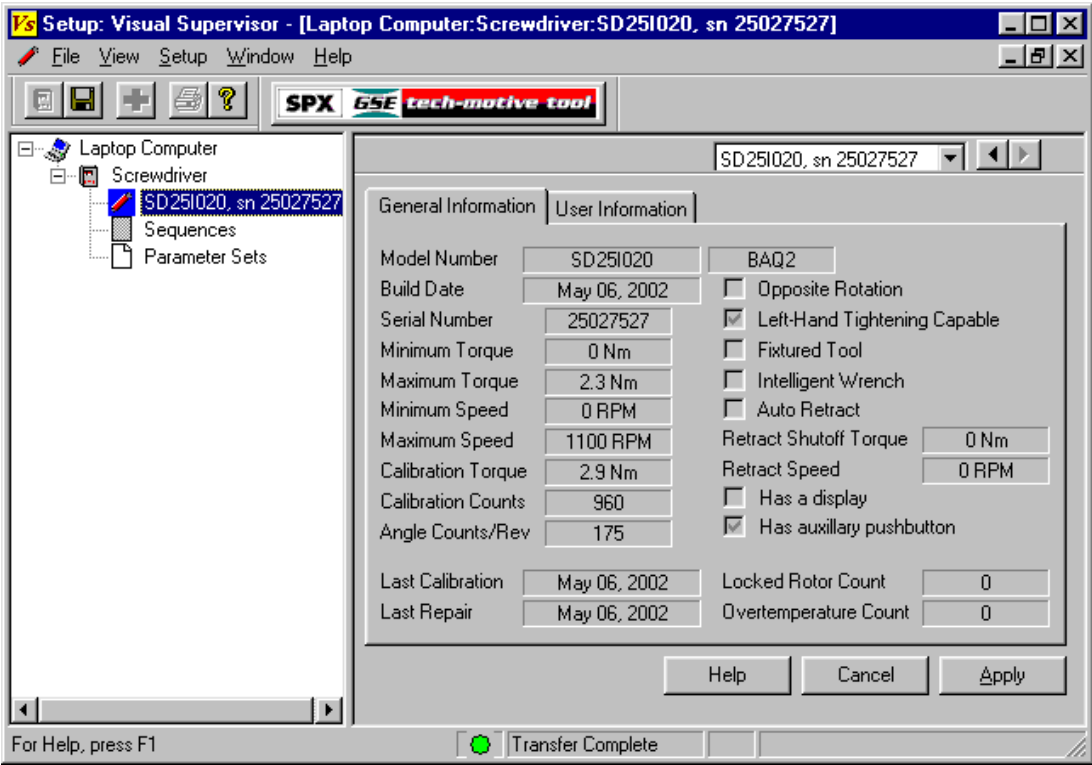 Vs Setup: Visual Supervisor - [Laptop Computer:Screwdriver:SD25I020, sn 25027527]
File View Setup Window Help
SPX GSE tech-motive tool
Laptop Computer
Screwdriver
SD25I020, sn 25027527
Sequences
Parameter Sets
SD25I020, sn 25027527
General Information User Information
Model Number SD25I020 BAQ2
Build Date May 06, 2002 Opposite Rotation
Serial Number 25027527 Left-Hand Tightening Capable
Minimum Torque 0 Nm Fixtured Tool
Maximum Torque 2.3 Nm Intelligent Wrench
Minimum Speed 0 RPM Auto Retract
Maximum Speed 1100 RPM Retract Shutoff Torque 0 Nm
Calibration Torque 2.9 Nm Retract Speed 0 RPM
Calibration Counts 960 Has a display
Angle Counts/Rev 175 Has auxillary pushbutton
Last Calibration May 06, 2002 Locked Rotor Count 0
Last Repair May 06, 2002 Overtemperature Count 0
Help Cancel Apply
For Help, press F1 Transfer Complete